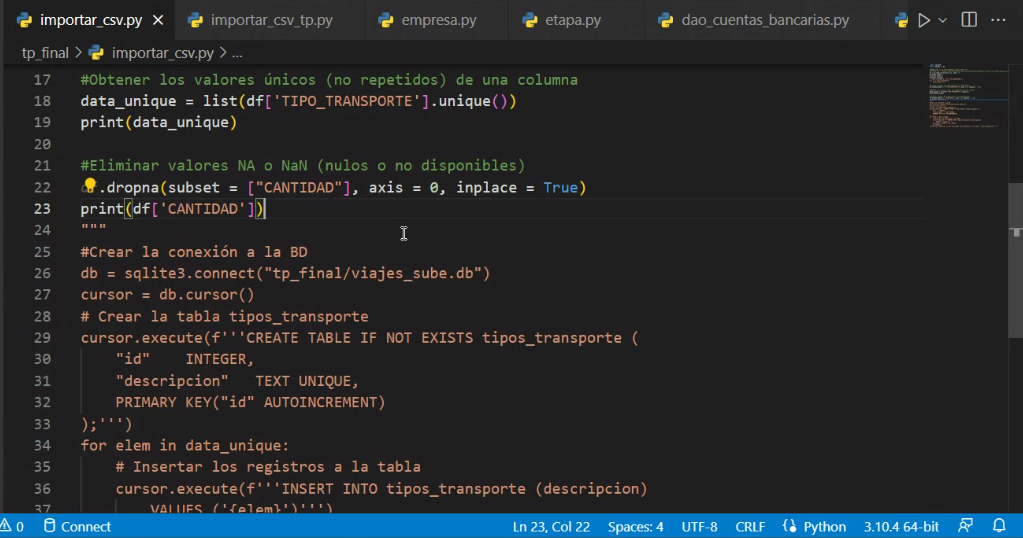 importar_csv.py
importar_csv_tp.py
empresa.py
etapa.py
dao_cuentas_bancarias.py
tp_final > importar_csv.py > ...
17 #Obtener los valores únicos (no repetidos) de una columna
18 data_unique = list(df['TIPO_TRANSPORTE'].unique())
19 print(data_unique)
20
21 #Eliminar valores NA o NaN (nulos o no disponibles)
22 .dropna(subset = ["CANTIDAD"], axis = 0, inplace = True)
23 print(df['CANTIDAD'])
24 """
25 #Crear la conexión a la BD
26 db = sqlite3.connect("tp_final/viajes_sube.db")
27 cursor = db.cursor()
28 # Crear la tabla tipos_transporte
29 cursor.execute(f'''CREATE TABLE IF NOT EXISTS tipos_transporte (
30 "id" INTEGER,
31 "descripcion" TEXT UNIQUE,
32 PRIMARY KEY("id" AUTOINCREMENT)
33 );''')
34 for elem in data_unique:
35 # Insertar los registros a la tabla
36 cursor.execute(f'''INSERT INTO tipos_transporte (descripcion)
37 VALUES ('{elem}')''')
0 Connect Ln 23, Col 22 Spaces: 4 UTF-8 CRLF Python 3.10.4 64-bit